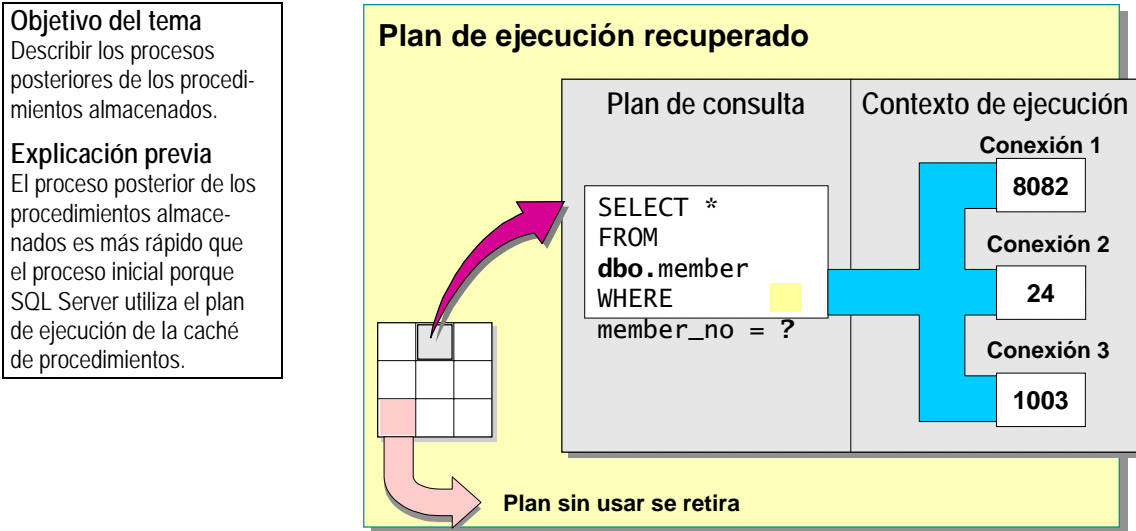 Objetivo del tema
Describir los procesos
posteriores de los procedi-
mientos almacenados.
Explicación previa
El proceso posterior de los
procedimientos almace-
nados es más rápido que
el proceso inicial porque
SQL Server utiliza el plan
de ejecución de la caché
de procedimientos.
Plan de ejecución recuperado
Plan de consulta
SELECT *
FROM
dbo.member
WHERE
member_no = ?
Contexto de ejecución
Conexión 1
8082
Conexión 2
24
Conexión 3
1003
Plan sin usar se retira